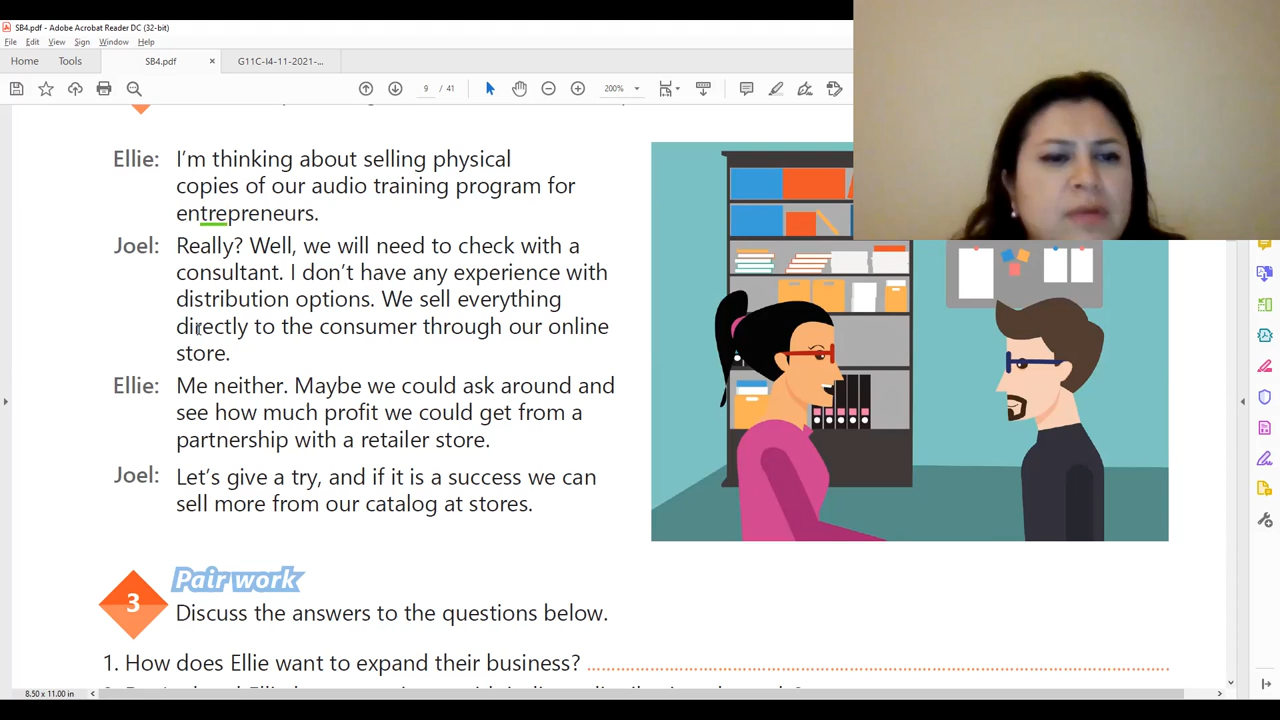 SB4.pdf - Adobe Acrobat Reader DC (32-bit)
File Edit View Sign Window Help
Home Tools SB4.pdf × G11C-I4-11-2021-...
9 / 41 200%
Ellie: I'm thinking about selling physical
copies of our audio training program for
entrepreneurs.
Joel: Really? Well, we will need to check with a
consultant. I don't have any experience with
distribution options. We sell everything
directly to the consumer through our online
store.
Ellie: Me neither. Maybe we could ask around and
see how much profit we could get from a
partnership with a retailer store.
Joel: Let's give a try, and if it is a success we can
sell more from our catalog at stores.
Pair work
3
Discuss the answers to the questions below.
1. How does Ellie want to expand their business?
8.50 x 11.00 in